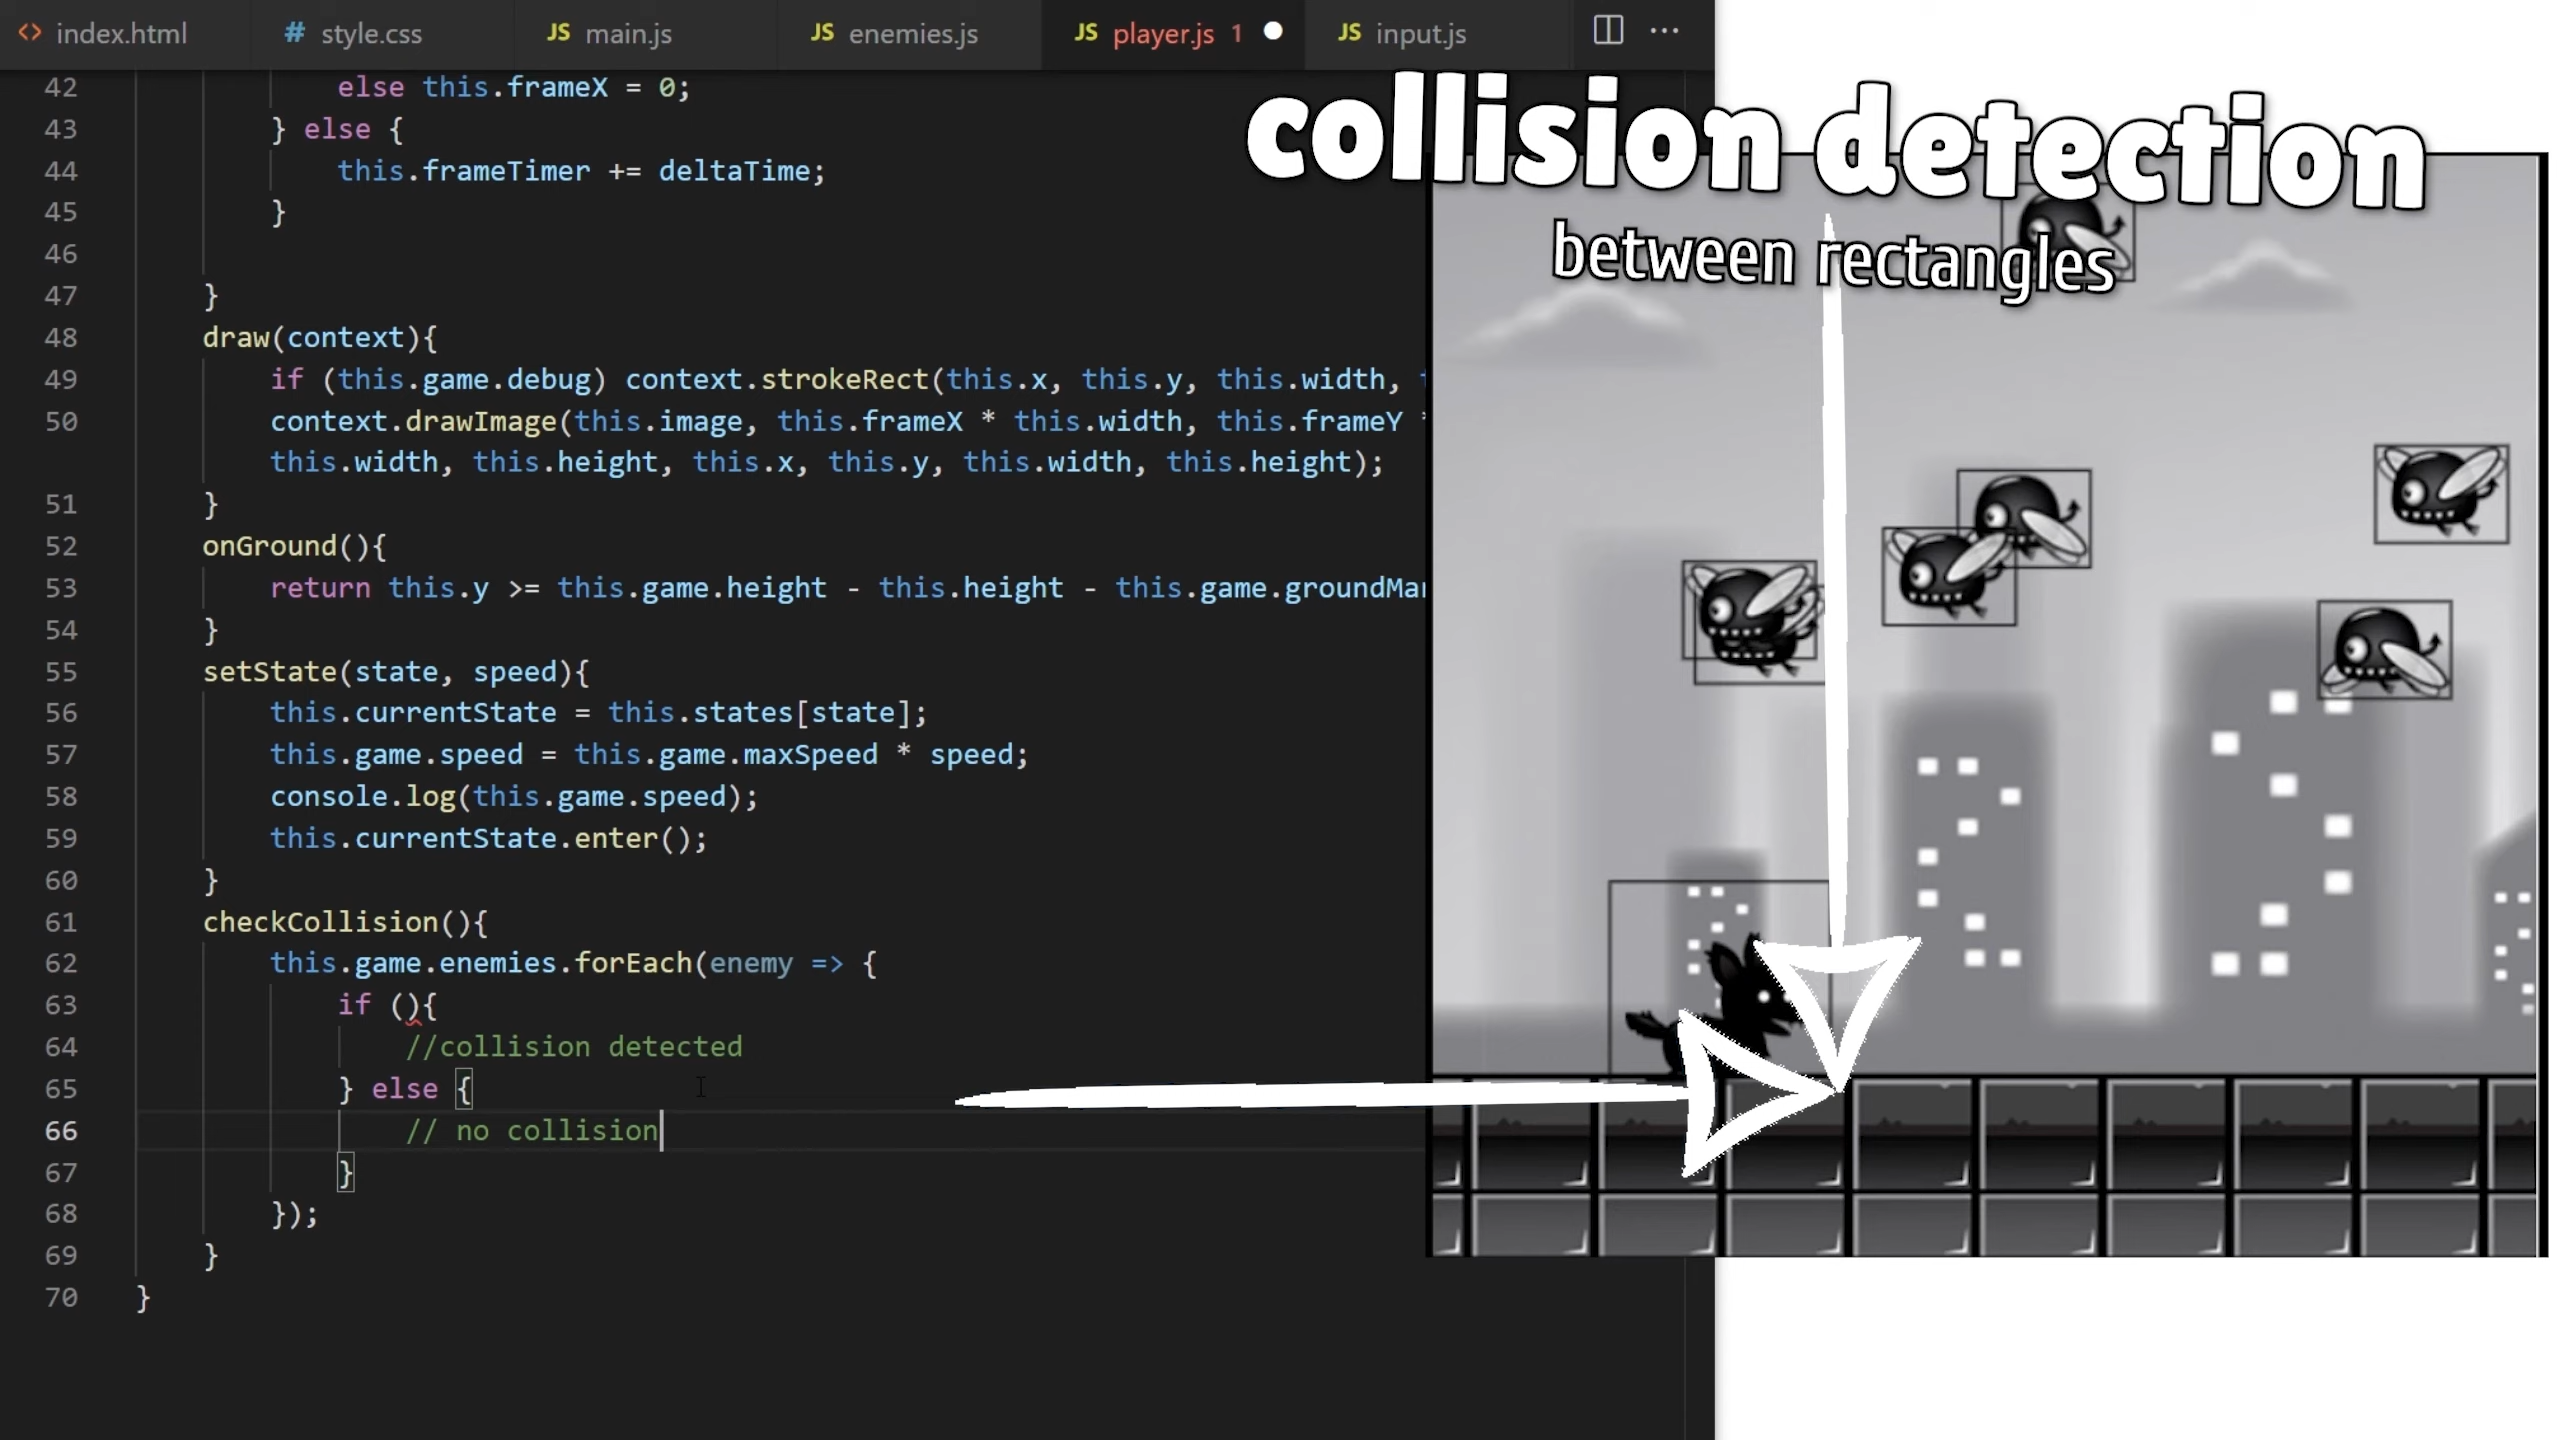 <> index.html # style.css JS main.js JS enemies.js JS player.js 1 JS input.js ...
collision detection
between rectangles
42 else this.frameX = 0;
43 } else {
44 this.frameTimer += deltaTime;
45 }
46
47 }
48 draw(context){
49 if (this.game.debug) context.strokeRect(this.x, this.y, this.width,
50 context.drawImage(this.image, this.frameX * this.width, this.frameY *
this.width, this.height, this.x, this.y, this.width, this.height);
51 }
52 onGround(){
53 return this.y >= this.game.height - this.height - this.game.groundMar
54 }
55 setState(state, speed){
56 this.currentState = this.states[state];
57 this.game.speed = this.game.maxSpeed * speed;
58 console.log(this.game.speed);
59 this.currentState.enter();
60 }
61 checkCollision(){
62 this.game.enemies.forEach(enemy => {
63 if (){
64 //collision detected
65 } else {
66 // no collision
67 }
68 });
69 }
70 }